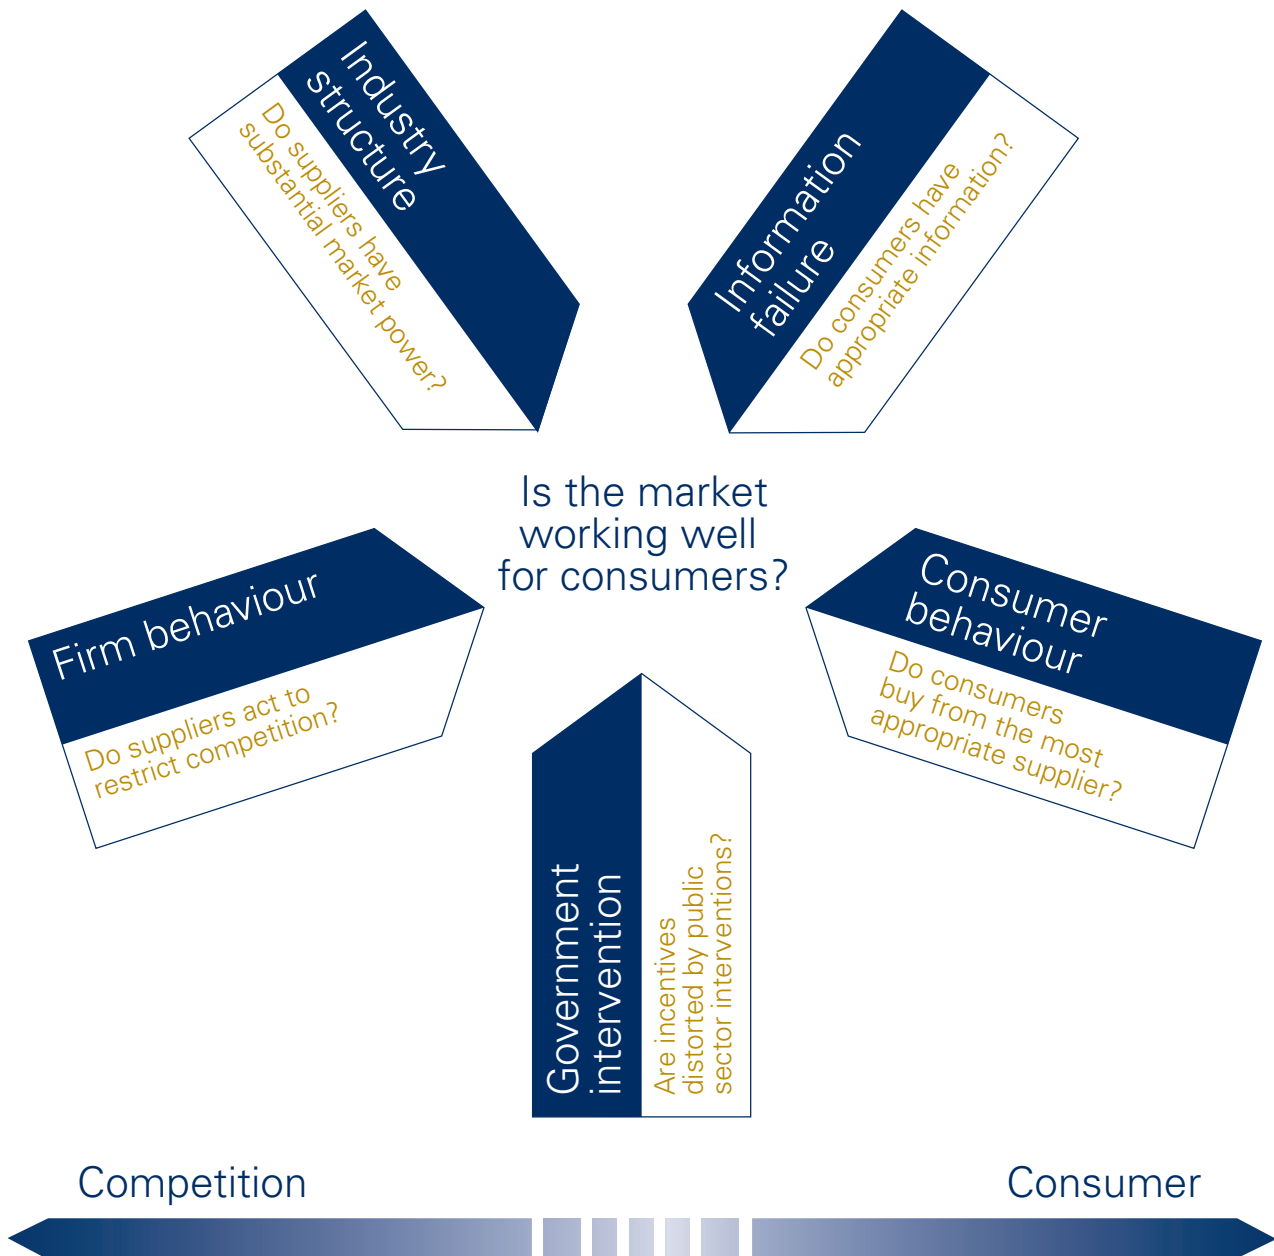 Industry
structure
Do suppliers have
substantial market power?
Information
failure
Do consumers have
appropriate information?
Is the market
working well
for consumers?
Firm behaviour
Do suppliers act to
restrict competition?
Consumer
behaviour
Do consumers
buy from the most
appropriate supplier?
Government
intervention
Are incentives
distorted by public
sector interventions?
Competition
Consumer